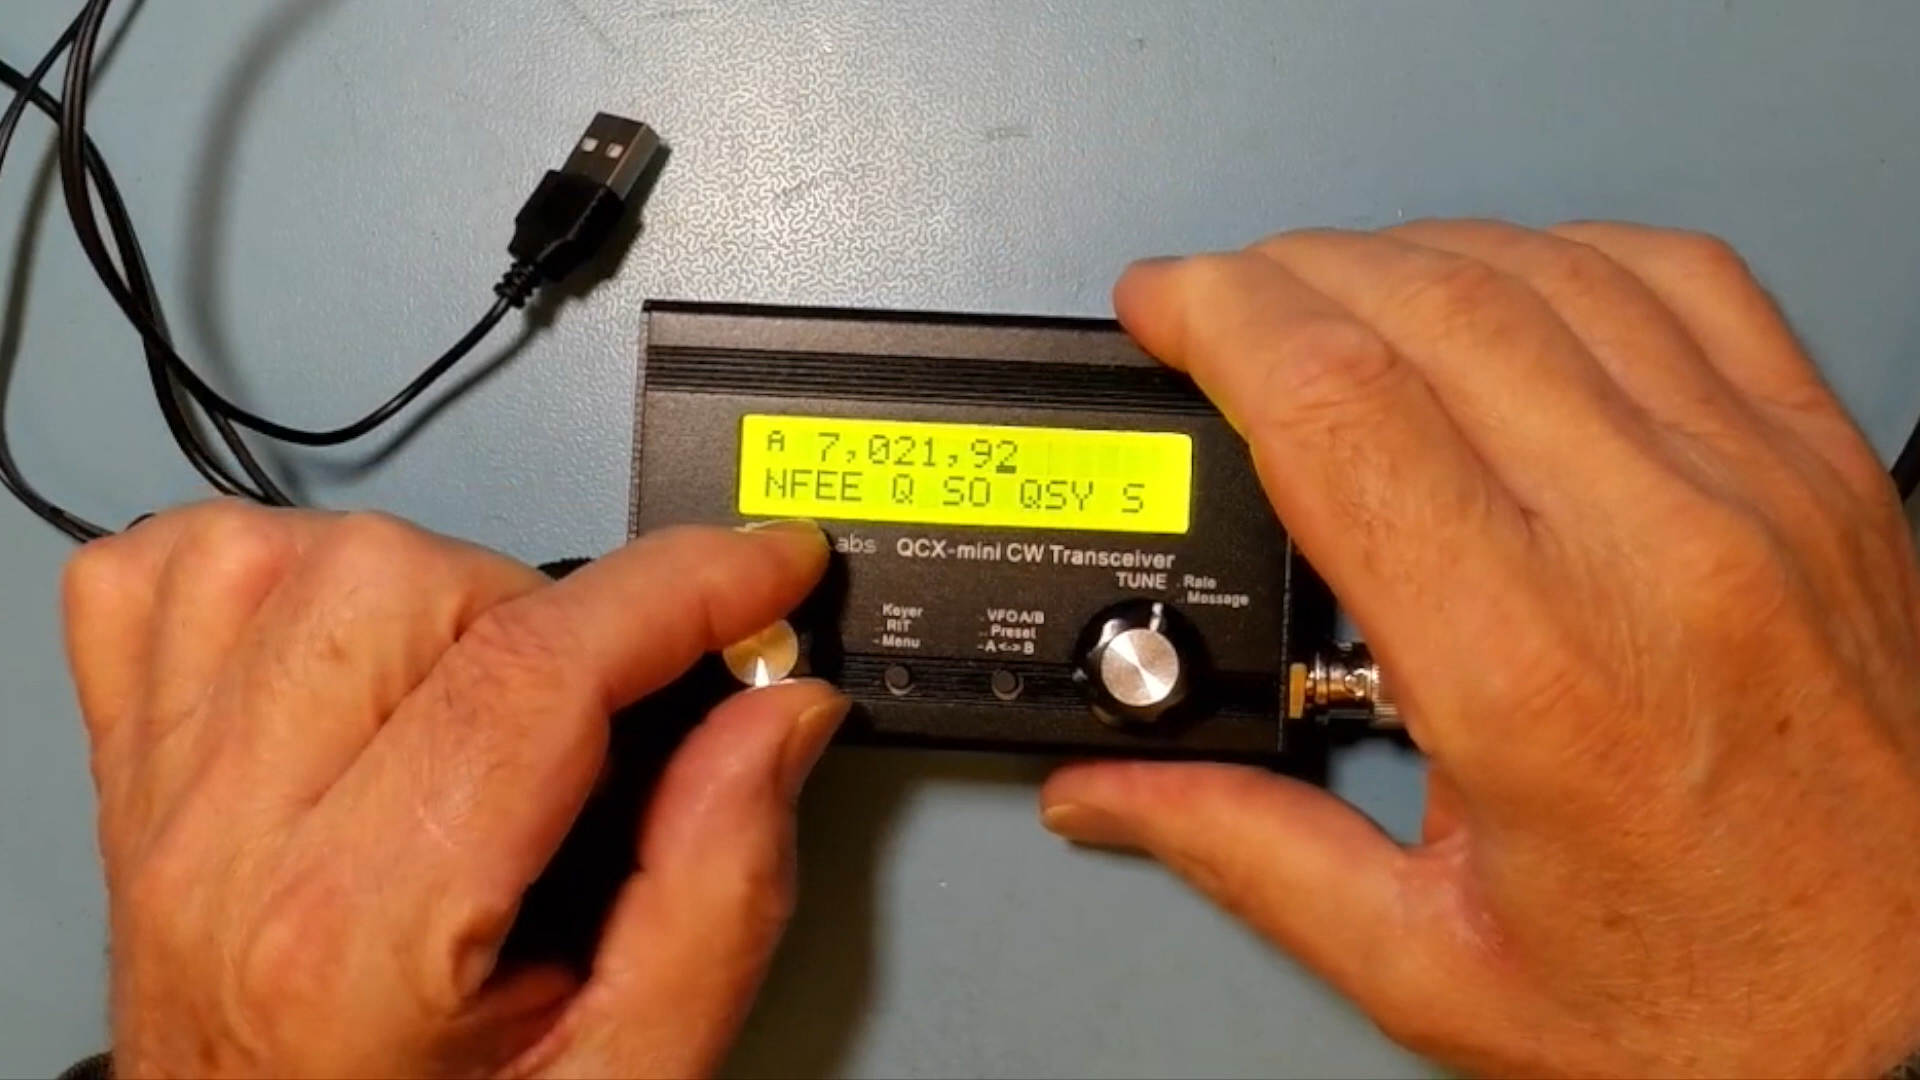 A 7,021,92
NFEE Q SO QSY S
abs QCX-mini CW Transceiver
TUNE
Rate
Message
Keyer
RIT
Menu
VFO A/B
Preset
A<->B